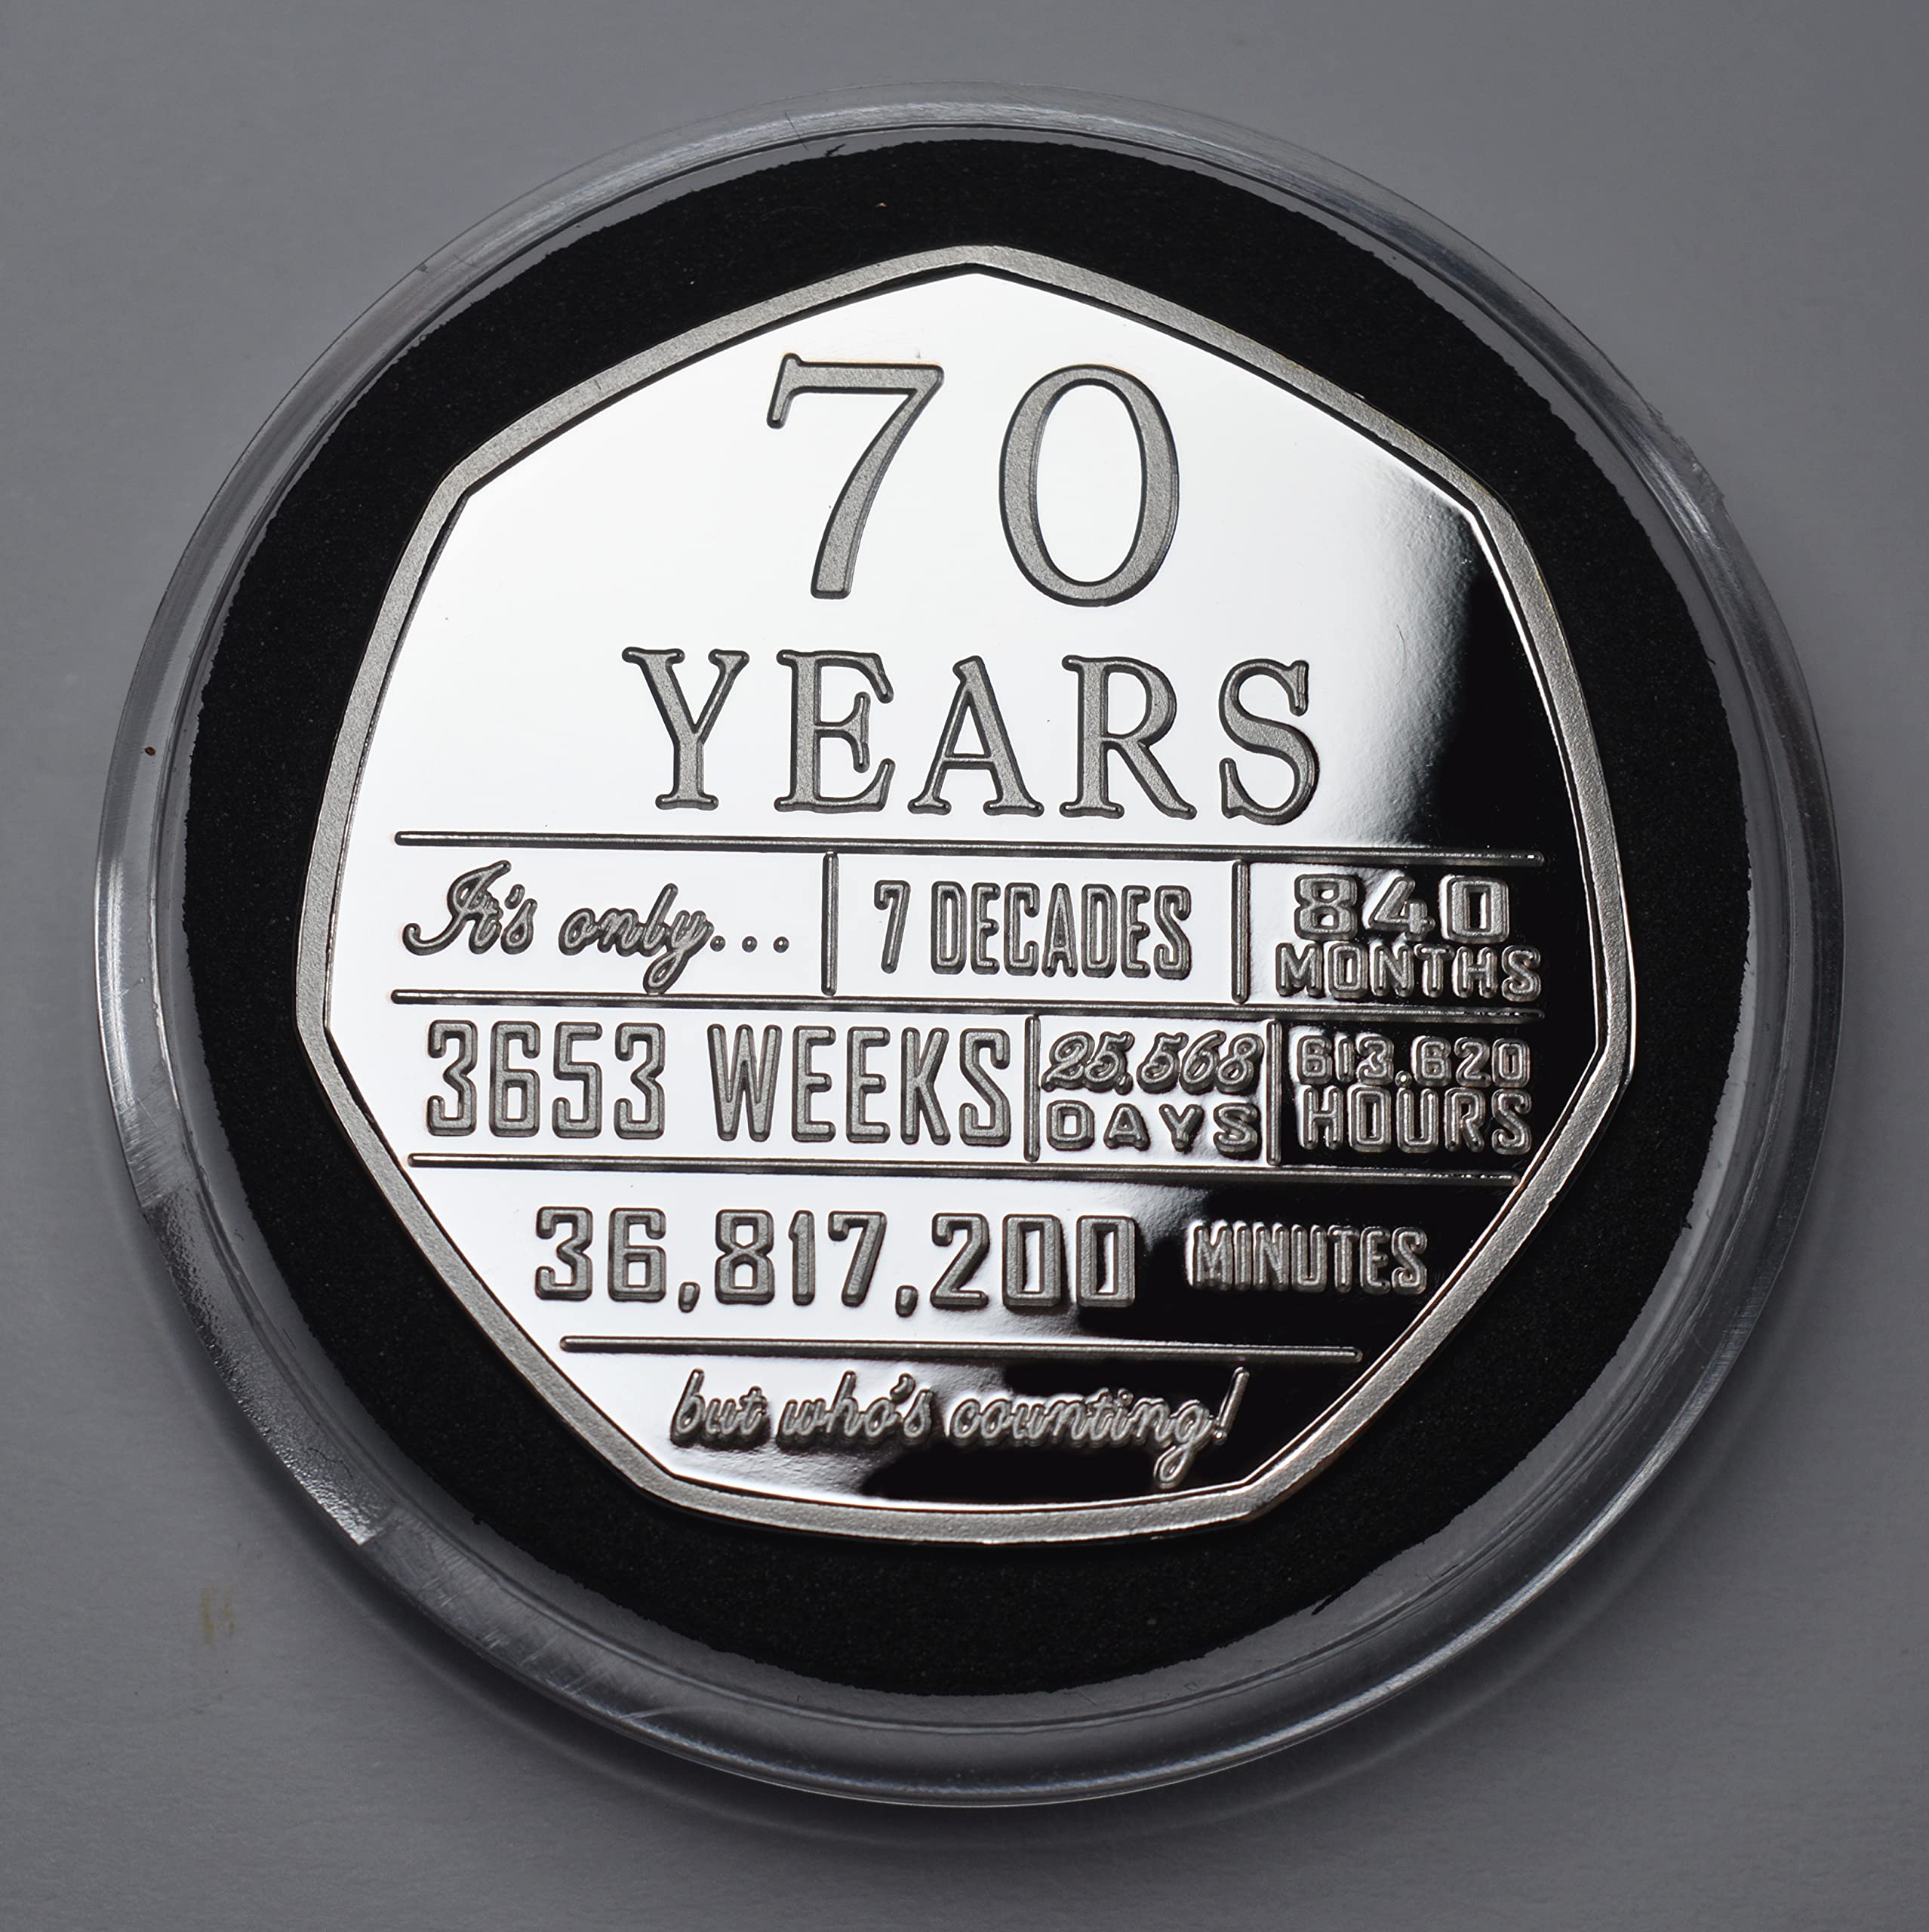 70
YEARS
It's only...
7 DECADES
840
MONTHS
3653 WEEKS
25,568
DAYS
613,620
HOURS
36,817,200 MINUTES
but who's counting!